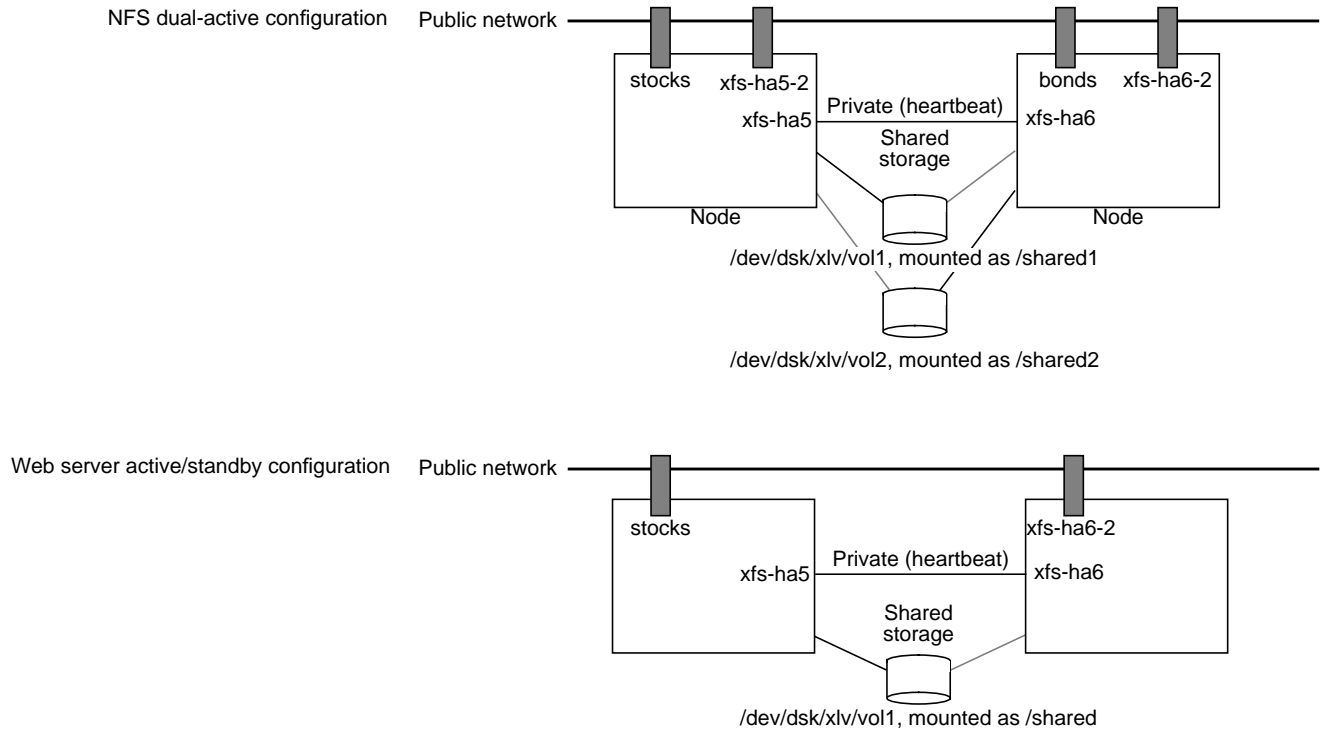 NFS dual-active configuration
Public network
stocks
xfs-ha5-2
bonds
xfs-ha6-2
xfs-ha5
Private (heartbeat)
xfs-ha6
Shared
storage
Node
Node
/dev/dsk/xlv/vol1, mounted as /shared1
/dev/dsk/xlv/vol2, mounted as /shared2
Web server active/standby configuration
Public network
stocks
xfs-ha6-2
xfs-ha5
Private (heartbeat)
xfs-ha6
Shared
storage
/dev/dsk/xlv/vol1, mounted as /shared